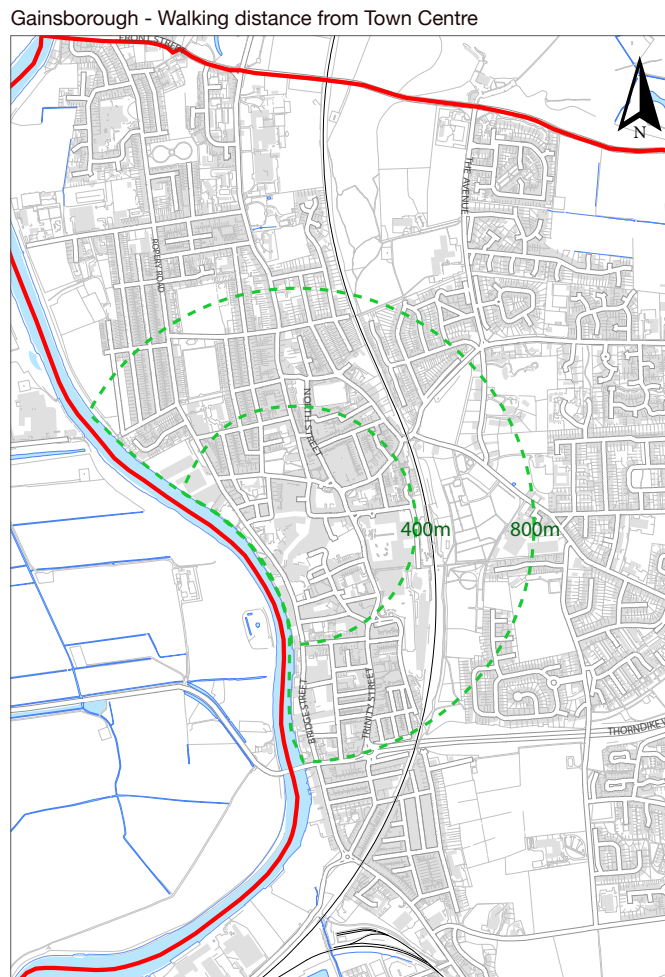 Gainsborough - Walking distance from Town Centre
FRONT STREET
N
THE AVENUE
ROPERY ROAD
NORTH STREET
400m
800m
BRIDGE STREET
TRINITY STREET
THORNDIKE